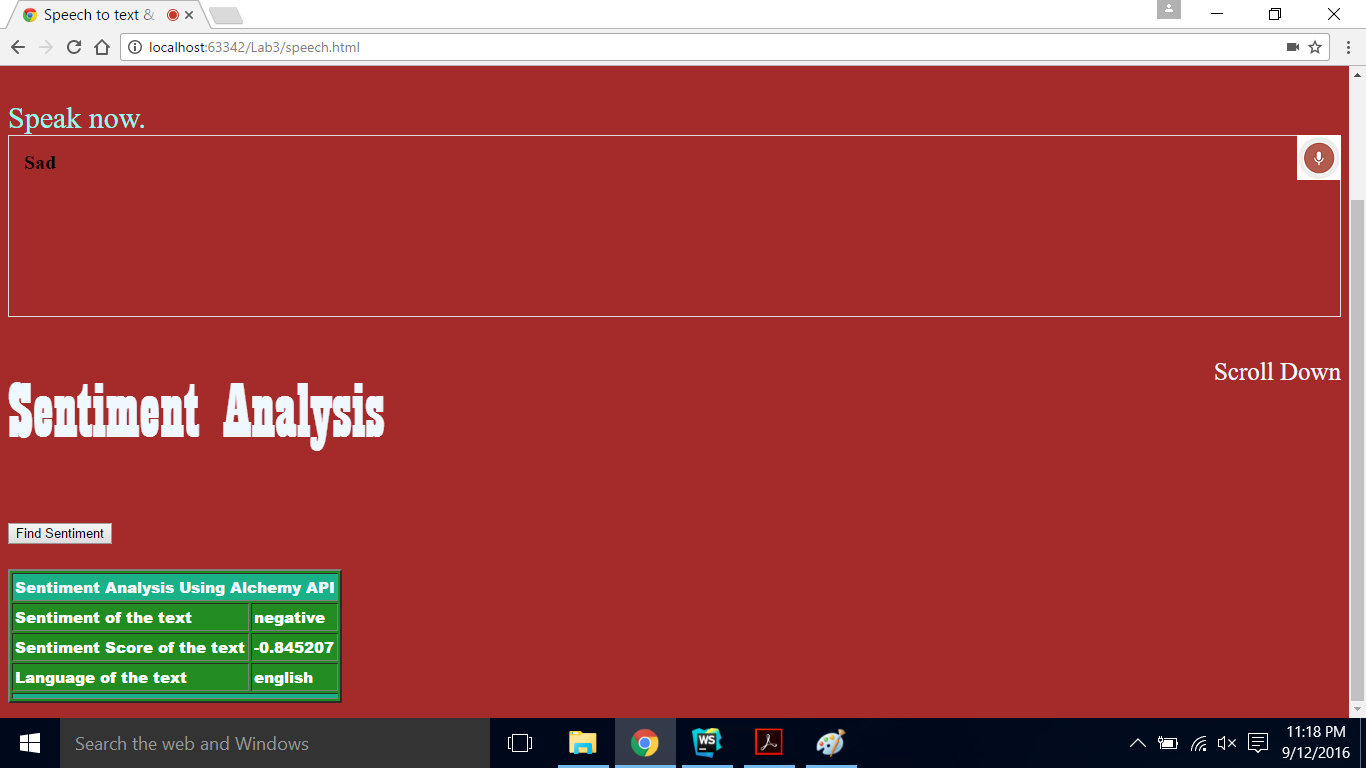 Speech to text &
localhost:63342/Lab3/speech.html
Speak now.
Sad
Scroll Down
Sentiment Analysis
Find Sentiment
Sentiment Analysis Using Alchemy API
Sentiment of the text negative
Sentiment Score of the text -0.845207
Language of the text english
Search the web and Windows
WS
11:18 PM
9/12/2016